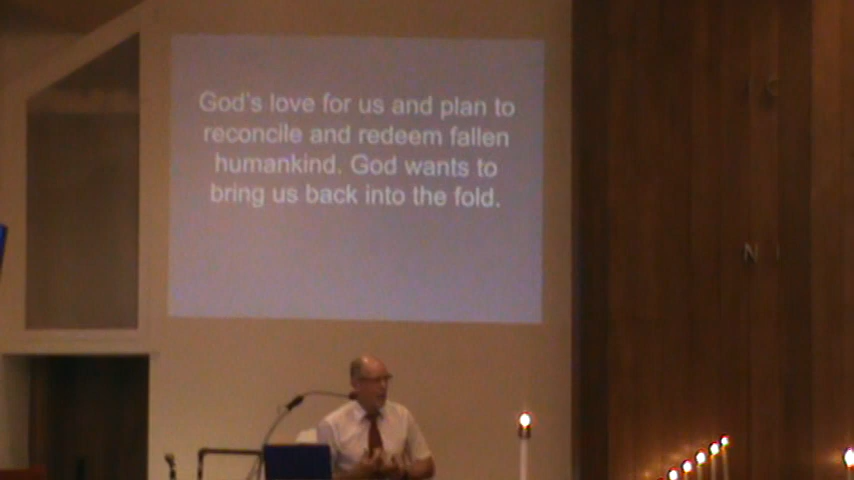 God's love for us and plan to
reconcile and redeem fallen
humankind. God wants to
bring us back into the fold.